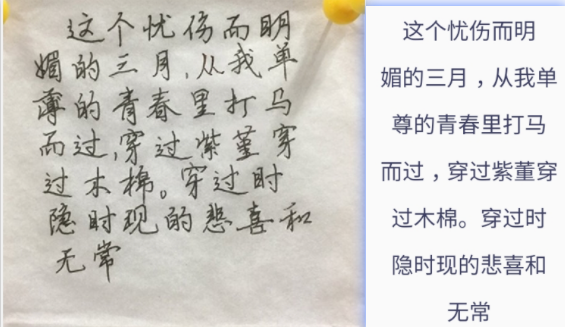 这个忧伤而明
媚的三月,从我单
薄的青春里打马
而过,穿过紫堇穿
过木棉。穿过时
隐时现的悲喜和
无常
这个忧伤而明
媚的三月，从我单
尊的青春里打马
而过，穿过紫堇穿
过木棉。穿过时
隐时现的悲喜和
无常